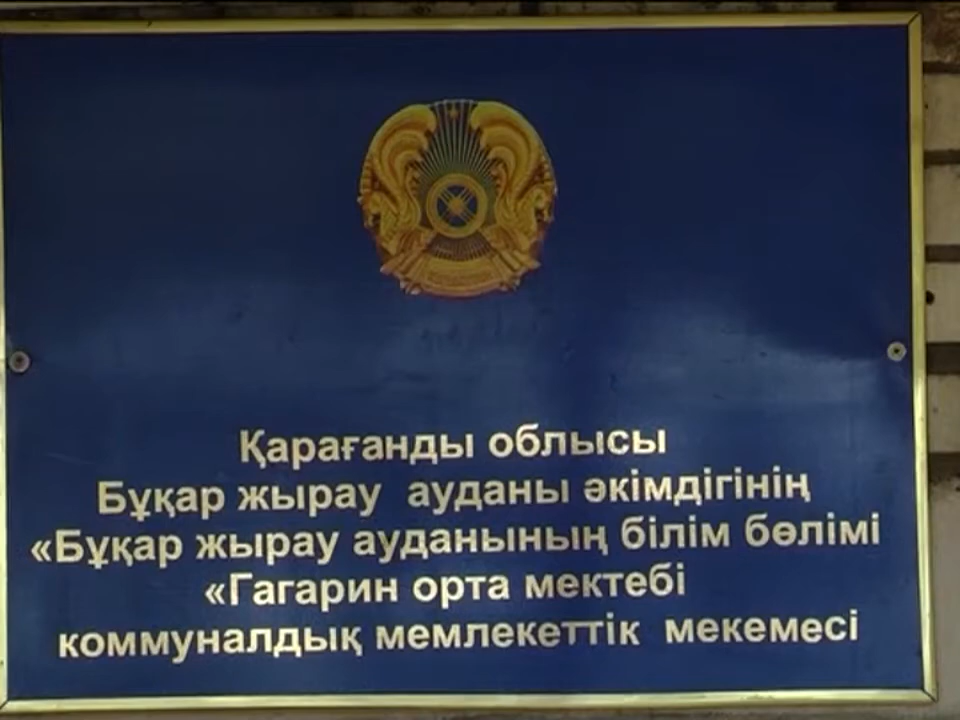 Қарағанды облысы
Бұқар жырау ауданы әкімдігінің
«Бұқар жырау ауданының білім бөлімі
«Гагарин орта мектебі
коммуналдық мемлекеттік мекемесі